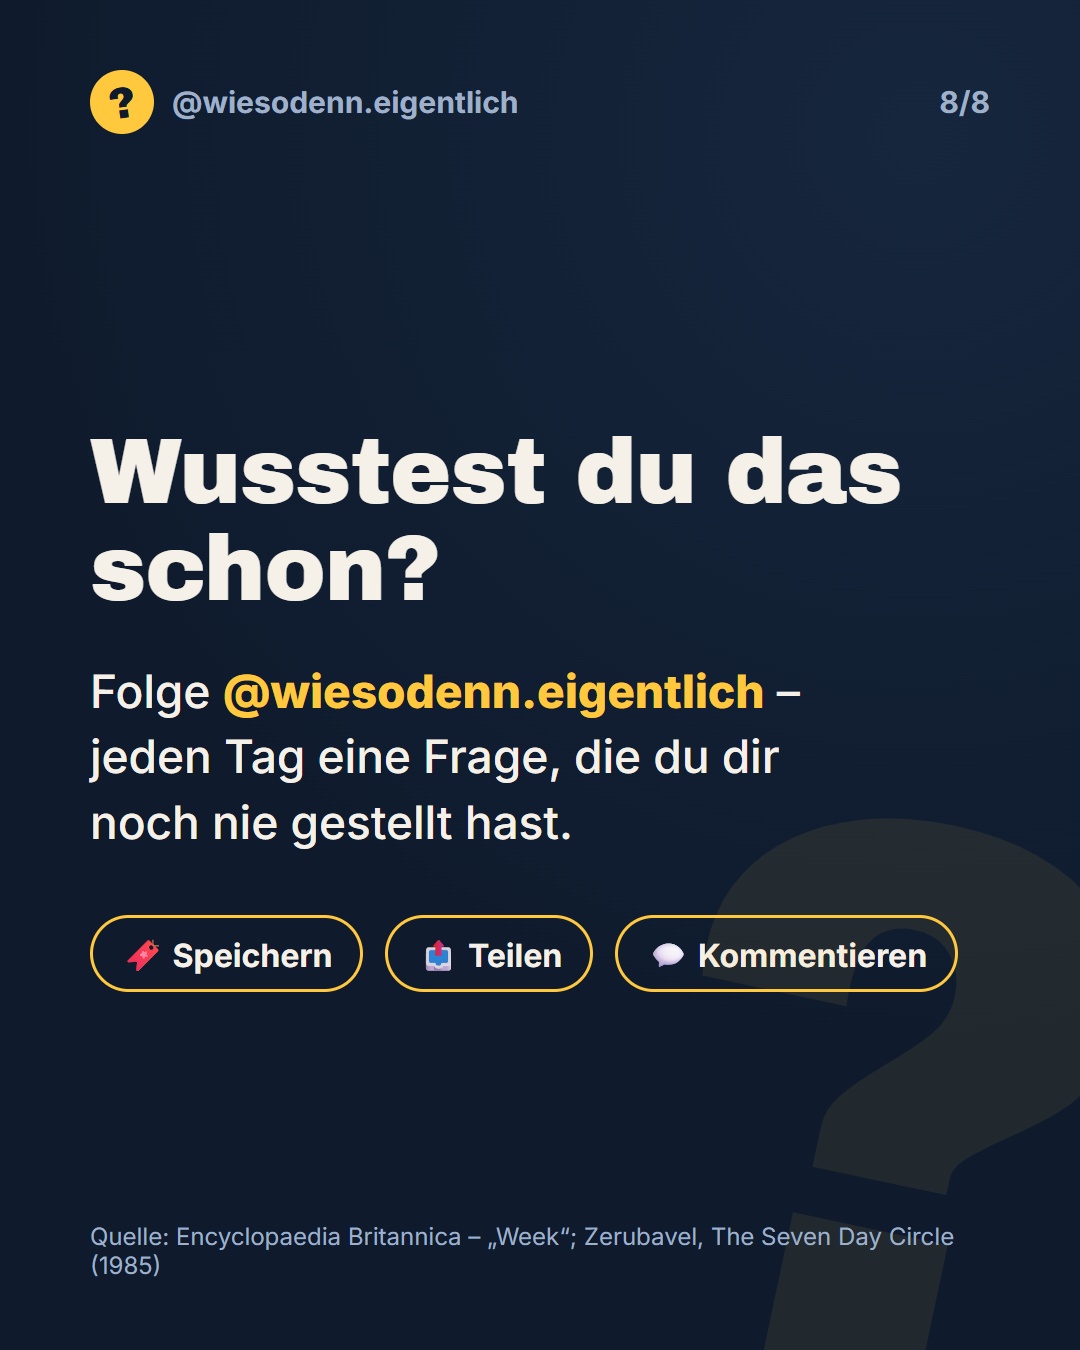 ?
@wiesodenn.eigentlich
8/8
Wusstest du das
schon?
Folge @wiesodenn.eigentlich –
jeden Tag eine Frage, die du dir
noch nie gestellt hast.
Speichern
Teilen
Kommentieren
?
Quelle: Encyclopaedia Britannica – „Week“; Zerubavel, The Seven Day Circle
(1985)